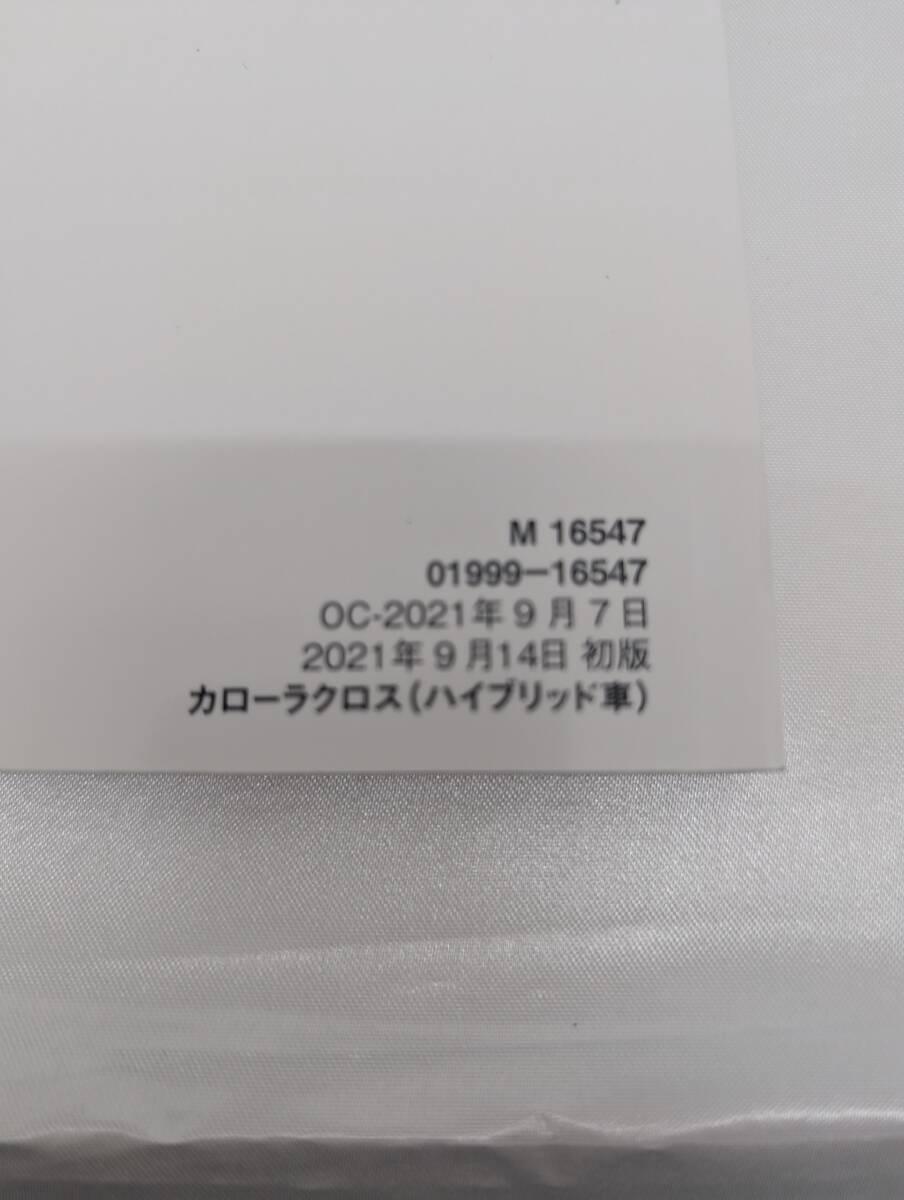 M 16547
01999-16547
OC-2021年9月7日
2021年9月14日 初版
カローラクロス(ハイブリッド車)